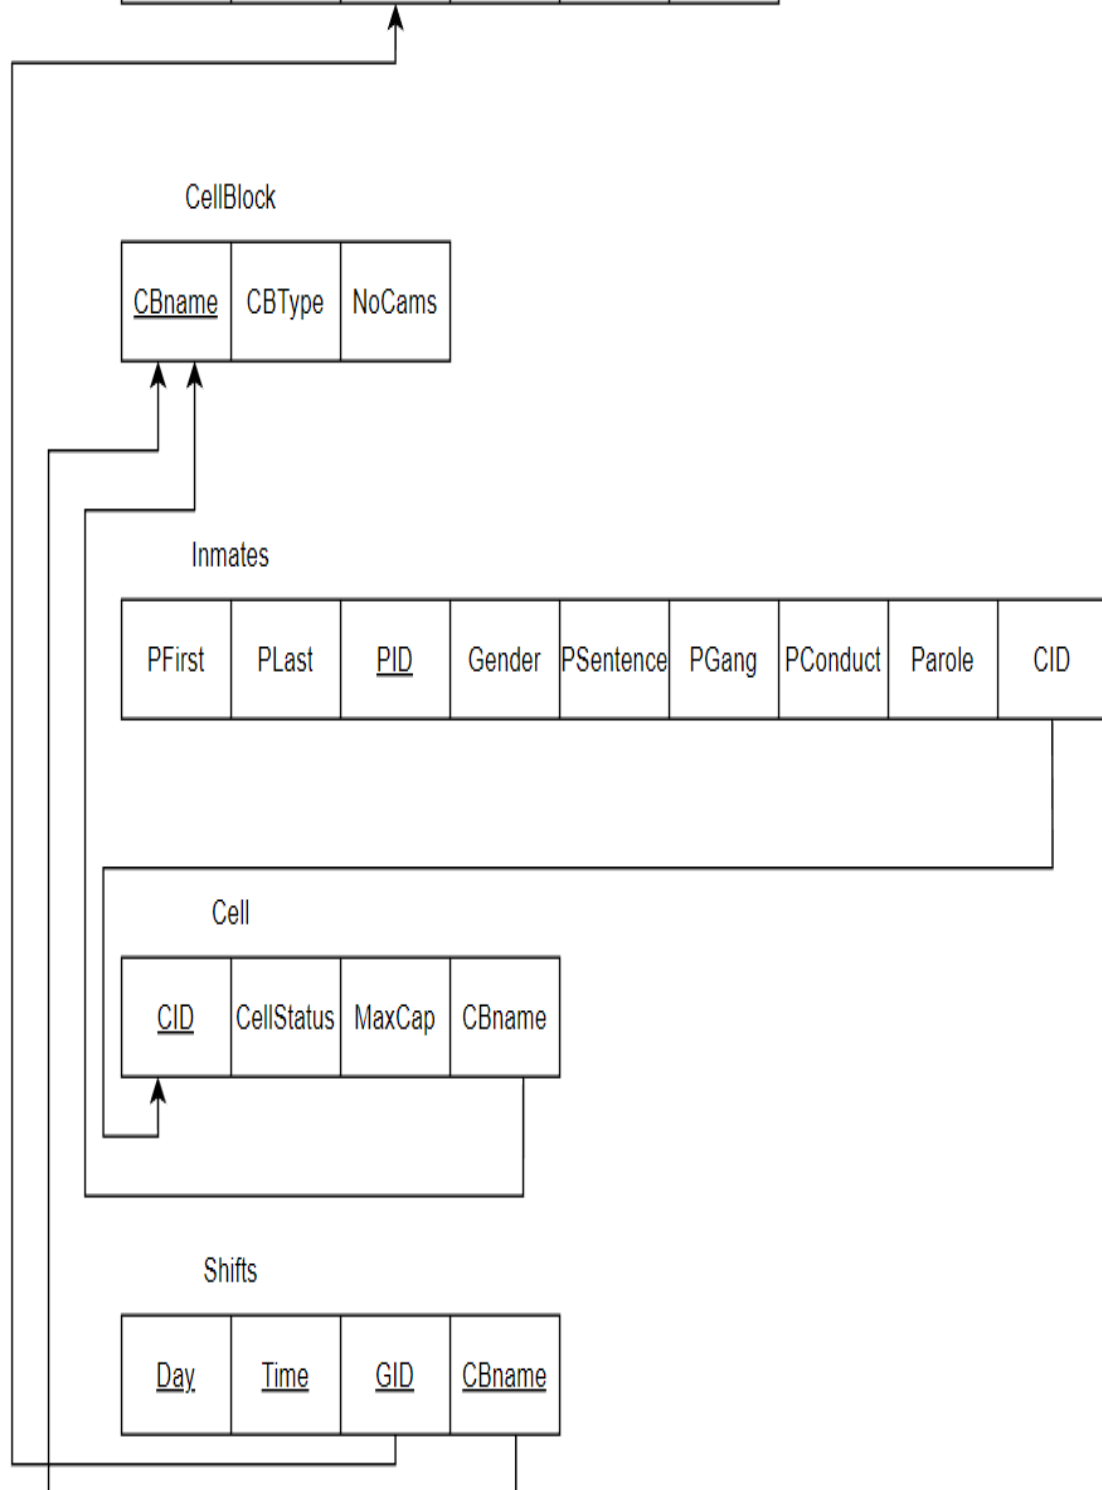 CellBlock
CBname CBType NoCams
Inmates
PFirst PLast PID Gender PSentence PGang PConduct Parole CID
Cell
CID CellStatus MaxCap CBname
Shifts
Day Time GID CBname